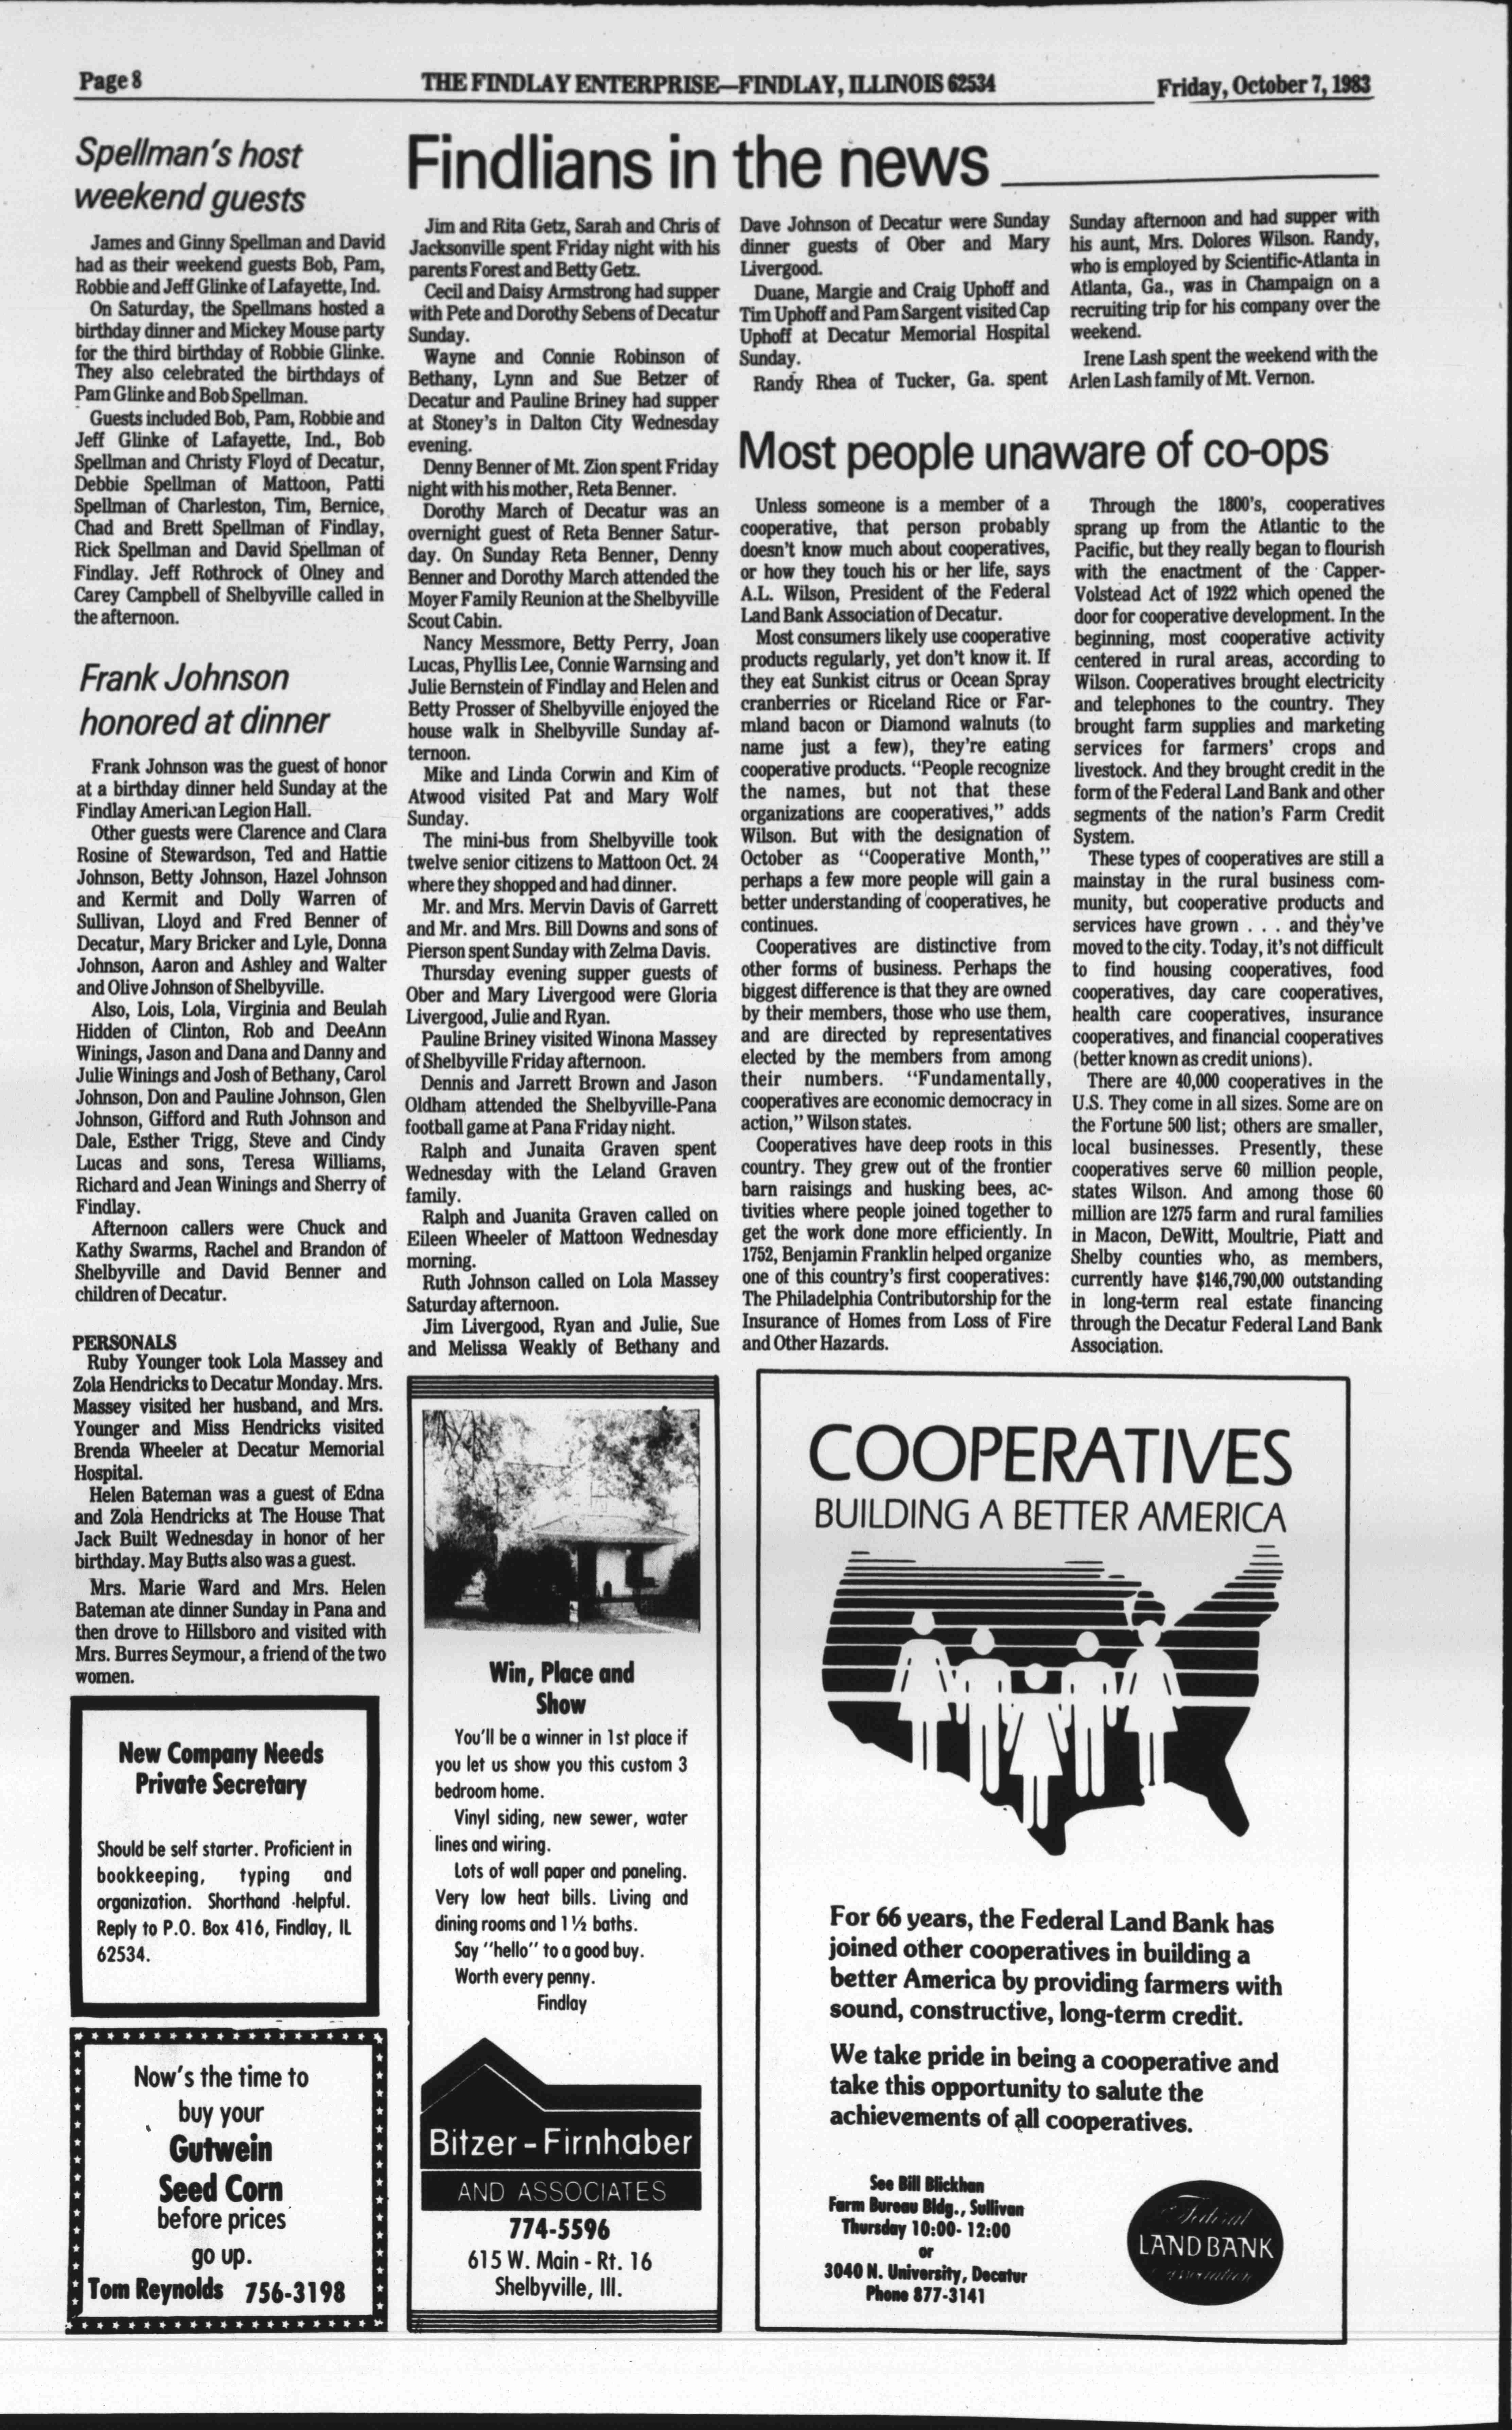 Page 8
THE FINDLAY ENTERPRISE—FINDLAY, ILLINOIS 62534
Friday, October 7, 1983
Spellman's host
weekend guests
James and Ginny Spellman and David
had as their weekend guests Bob, Pam,
Robbie and Jeff Glinke of Lafayette, Ind.
On Saturday, the Spellmans hosted a
birthday dinner and Mickey Mouse party
for the third birthday of Robbie Glinke.
They also celebrated the birthdays of
Pam Glinke and Bob Spellman.
Guests included Bob, Pam, Robbie and
Jeff Glinke of Lafayette, Ind., Bob
Spellman and Christy Floyd of Decatur,
Debbie Spellman of Mattoon, Patti
Spellman of Charleston, Tim, Bernice,
Chad and Brett Spellman of Findlay,
Rick Spellman and David Spellman of
Findlay. Jeff Rothrock of Olney and
Carey Campbell of Shelbyville called in
the afternoon.
Frank Johnson
honored at dinner
Frank Johnson was the guest of honor
at a birthday dinner held Sunday at the
Findlay American Legion Hall.
Other guests were Clarence and Clara
Rosine of Stewardson, Ted and Hattie
Johnson, Betty Johnson, Hazel Johnson
and Kermit and Dolly Warren of
Sullivan, Lloyd and Fred Benner of
Decatur, Mary Bricker and Lyle, Donna
Johnson, Aaron and Ashley and Walter
and Olive Johnson of Shelbyville.
Also, Lois, Lola, Virginia and Beulah
Hidden of Clinton, Rob and DeeAnn
Winings, Jason and Dana and Danny and
Julie Winings and Josh of Bethany, Carol
Johnson, Don and Pauline Johnson, Glen
Johnson, Gifford and Ruth Johnson and
Dale, Esther Trigg, Steve and Cindy
Lucas and sons, Teresa Williams,
Richard and Jean Winings and Sherry of
Findlay.
Afternoon callers were Chuck and
Kathy Swarms, Rachel and Brandon of
Shelbyville and David Benner and
children of Decatur.
PERSONALS
Ruby Younger took Lola Massey and
Zola Hendricks to Decatur Monday. Mrs.
Massey visited her husband, and Mrs.
Younger and Miss Hendricks visited
Brenda Wheeler at Decatur Memorial
Hospital.
Helen Bateman was a guest of Edna
and Zola Hendricks at The House That
Jack Built Wednesday in honor of her
birthday. May Butts also was a guest.
Mrs. Marie Ward and Mrs. Helen
Bateman ate dinner Sunday in Pana and
then drove to Hillsboro and visited with
Mrs. Burres Seymour, a friend of the two
women.
New Company Needs
Private Secretary
Should be self starter. Proficient in
bookkeeping, typing and
organization. Shorthand helpful.
Reply to P.O. Box 416, Findlay, IL
62534.
Now's the time to
buy your
Gutwein
Seed Corn
before prices
go up.
Tom Reynolds 756-3198
Findlians in the news
Jim and Rita Getz, Sarah and Chris of
Jacksonville spent Friday night with his
parents Forest and Betty Getz.
Cecil and Daisy Armstrong had supper
with Pete and Dorothy Sebens of Decatur
Sunday.
Wayne and Connie Robinson of
Bethany, Lynn and Sue Betzer of
Decatur and Pauline Briney had supper
at Stoney's in Dalton City Wednesday
evening.
Denny Benner of Mt. Zion spent Friday
night with his mother, Reta Benner.
Dorothy March of Decatur was an
overnight guest of Reta Benner Satur-
day. On Sunday Reta Benner, Denny
Benner and Dorothy March attended the
Moyer Family Reunion at the Shelbyville
Scout Cabin.
Nancy Messmore, Betty Perry, Joan
Lucas, Phyllis Lee, Connie Warnsing and
Julie Bernstein of Findlay and Helen and
Betty Prosser of Shelbyville enjoyed the
house walk in Shelbyville Sunday af-
ternoon.
Mike and Linda Corwin and Kim of
Atwood visited Pat and Mary Wolf
Sunday.
The mini-bus from Shelbyville took
twelve senior citizens to Mattoon Oct. 24
where they shopped and had dinner.
Mr. and Mrs. Mervin Davis of Garrett
and Mr. and Mrs. Bill Downs and sons of
Pierson spent Sunday with Zelma Davis.
Thursday evening supper guests of
Ober and Mary Livergood were Gloria
Livergood, Julie and Ryan.
Pauline Briney visited Winona Massey
of Shelbyville Friday afternoon.
Dennis and Jarrett Brown and Jason
Oldham attended the Shelbyville-Pana
football game at Pana Friday night.
Ralph and Junaita Graven spent
Wednesday with the Leland Graven
family.
Ralph and Juanita Graven called on
Eileen Wheeler of Mattoon Wednesday
morning.
Ruth Johnson called on Lola Massey
Saturday afternoon.
Jim Livergood, Ryan and Julie, Sue
and Melissa Weakly of Bethany and
Dave Johnson of Decatur were Sunday
dinner guests of Ober and Mary
Livergood.
Duane, Margie and Craig Uphoff and
Tim Uphoff and Pam Sargent visited Cap
Uphoff at Decatur Memorial Hospital
Sunday.
Randy Rhea of Tucker, Ga. spent
Sunday afternoon and had supper with
his aunt, Mrs. Dolores Wilson. Randy,
who is employed by Scientific-Atlanta in
Atlanta, Ga., was in Champaign on a
recruiting trip for his company over the
weekend.
Irene Lash spent the weekend with the
Arlen Lash family of Mt. Vernon.
Most people unaware of co-ops
Unless someone is a member of a
cooperative, that person probably
doesn't know much about cooperatives,
or how they touch his or her life, says
A.L. Wilson, President of the Federal
Land Bank Association of Decatur.
Most consumers likely use cooperative
products regularly, yet don't know it. If
they eat Sunkist citrus or Ocean Spray
cranberries or Riceland Rice or Far-
mland bacon or Diamond walnuts (to
name just a few), they're eating
cooperative products. "People recognize
the names, but not that these
organizations are cooperatives," adds
Wilson. But with the designation of
October as "Cooperative Month,"
perhaps a few more people will gain a
better understanding of cooperatives, he
continues.
Cooperatives are distinctive from
other forms of business. Perhaps the
biggest difference is that they are owned
by their members, those who use them,
and are directed by representatives
elected by the members from among
their numbers. "Fundamentally,
cooperatives are economic democracy in
action," Wilson states.
Cooperatives have deep roots in this
country. They grew out of the frontier
barn raisings and husking bees, ac-
tivities where people joined together to
get the work done more efficiently. In
1752, Benjamin Franklin helped organize
one of this country's first cooperatives:
The Philadelphia Contributorship for the
Insurance of Homes from Loss of Fire
and Other Hazards.
Through the 1800's, cooperatives
sprang up from the Atlantic to the
Pacific, but they really began to flourish
with the enactment of the Capper-
Volstead Act of 1922 which opened the
door for cooperative development. In the
beginning, most cooperative activity
centered in rural areas, according to
Wilson. Cooperatives brought electricity
and telephones to the country. They
brought farm supplies and marketing
services for farmers' crops and
livestock. And they brought credit in the
form of the Federal Land Bank and other
segments of the nation's Farm Credit
System.
These types of cooperatives are still a
mainstay in the rural business com-
munity, but cooperative products and
services have grown . . . and they've
moved to the city. Today, it's not difficult
to find housing cooperatives, food
cooperatives, day care cooperatives,
health care cooperatives, insurance
cooperatives, and financial cooperatives
(better known as credit unions).
There are 40,000 cooperatives in the
U.S. They come in all sizes. Some are on
the Fortune 500 list; others are smaller,
local businesses. Presently, these
cooperatives serve 60 million people,
states Wilson. And among those 60
million are 1275 farm and rural families
in Macon, DeWitt, Moultrie, Piatt and
Shelby counties who, as members,
currently have $146,790,000 outstanding
in long-term real estate financing
through the Decatur Federal Land Bank
Association.
Win, Place and
Show
You'll be a winner in 1st place if
you let us show you this custom 3
bedroom home.
Vinyl siding, new sewer, water
lines and wiring.
Lots of wall paper and paneling.
Very low heat bills. Living and
dining rooms and 1½ baths.
Say "hello" to a good buy.
Worth every penny.
Findlay
Bitzer-Firnhaber
AND ASSOCIATES
774-5596
615 W. Main - Rt. 16
Shelbyville, Ill.
COOPERATIVES
BUILDING A BETTER AMERICA
For 66 years, the Federal Land Bank has
joined other cooperatives in building a
better America by providing farmers with
sound, constructive, long-term credit.
We take pride in being a cooperative and
take this opportunity to salute the
achievements of all cooperatives.
See Bill Blickhan
Farm Bureau Bldg., Sullivan
Thursday 10:00-12:00
or
3040 N. University, Decatur
Phone 877-3141
Federal
LAND BANK
Association